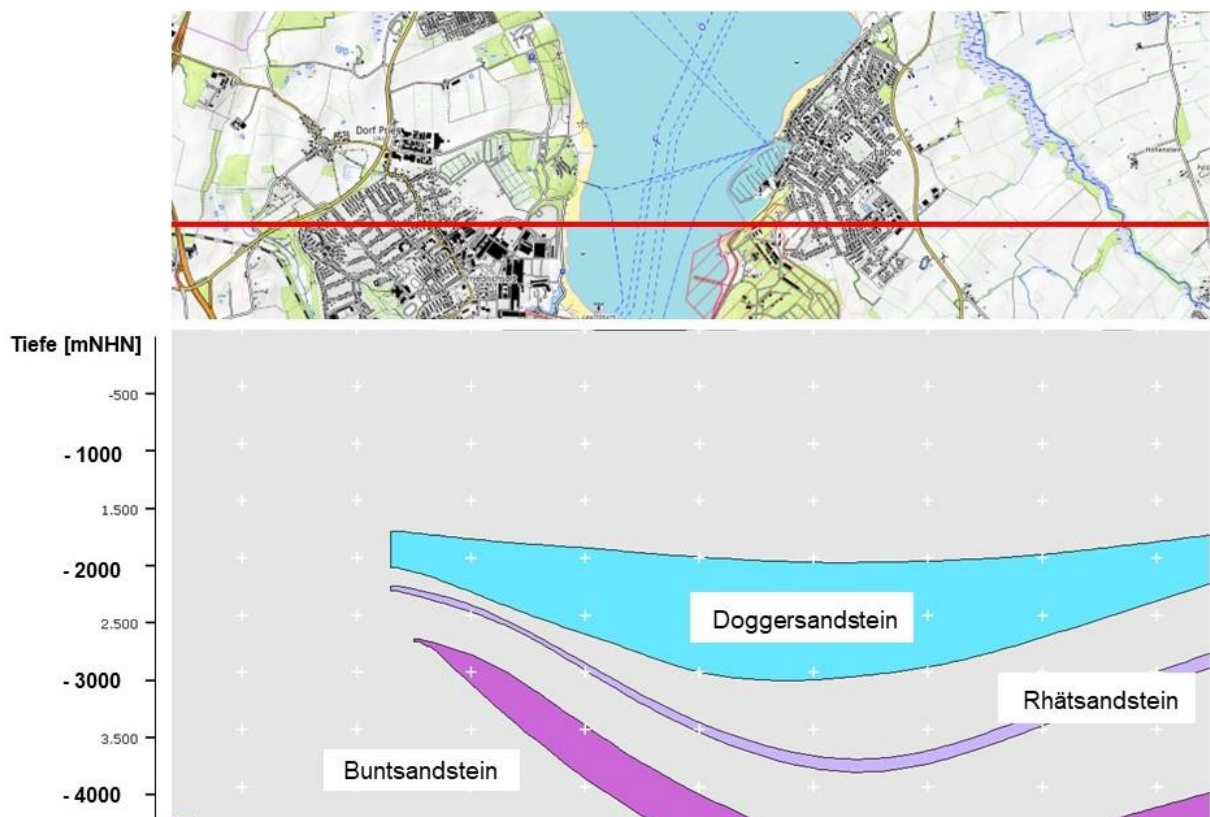 Dorf Pries
Tiefe [mNHN]
-500
- 1000
1.500
- 2000
2.500
- 3000
3.500
- 4000
Doggersandstein
Rhätsandstein
Buntsandstein